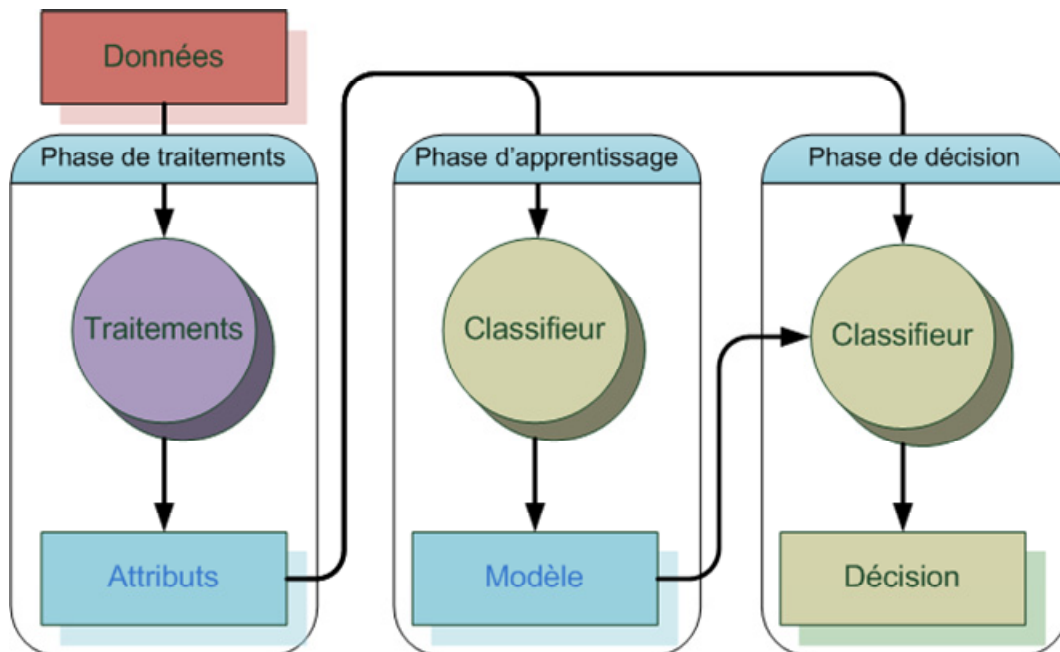 Données
Phase de traitements
Traitements
Attributs
Phase d'apprentissage
Classifieur
Modèle
Phase de décision
Classifieur
Décision